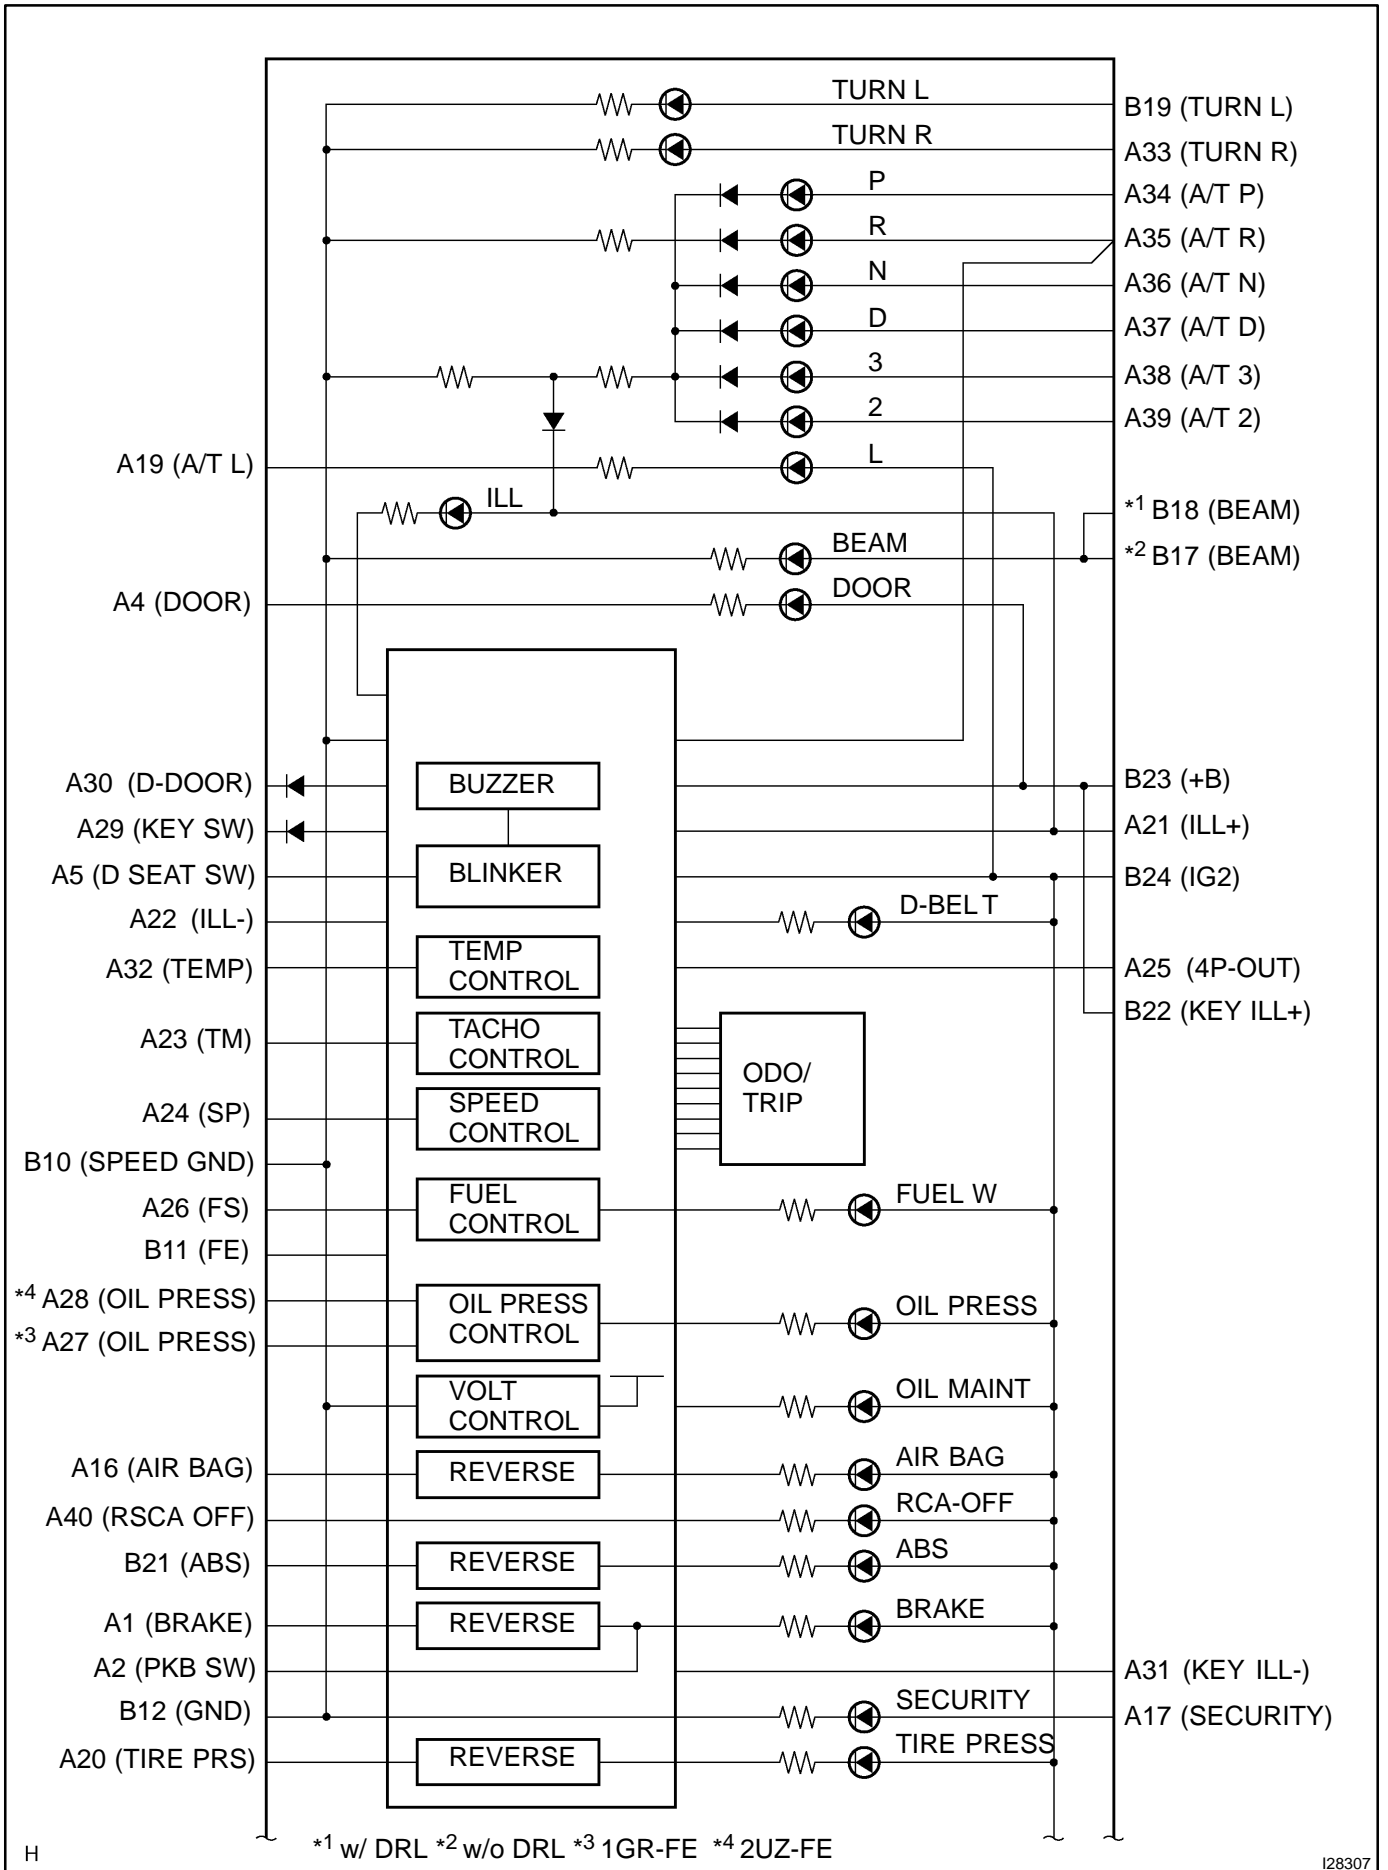 TURN L
B19 (TURN L)
TURN R
A33 (TURN R)
P
A34 (A/T P)
R
A35 (A/T R)
N
A36 (A/T N)
D
A37 (A/T D)
3
A38 (A/T 3)
2
A39 (A/T 2)
A19 (A/T L)
L
ILL
*1 B18 (BEAM)
BEAM
*2 B17 (BEAM)
A4 (DOOR)
DOOR
A30 (D-DOOR)
BUZZER
B23 (+B)
A29 (KEY SW)
A21 (ILL+)
A5 (D SEAT SW)
BLINKER
B24 (IG2)
A22 (ILL-)
D-BELT
A32 (TEMP)
TEMP
CONTROL
A25 (4P-OUT)
B22 (KEY ILL+)
A23 (TM)
TACHO
CONTROL
ODO/
TRIP
A24 (SP)
SPEED
CONTROL
B10 (SPEED GND)
A26 (FS)
FUEL
CONTROL
FUEL W
B11 (FE)
*4 A28 (OIL PRESS)
*3 A27 (OIL PRESS)
OIL PRESS
CONTROL
OIL PRESS
VOLT
CONTROL
OIL MAINT
A16 (AIR BAG)
REVERSE
AIR BAG
A40 (RSCA OFF)
RCA-OFF
B21 (ABS)
REVERSE
ABS
A1 (BRAKE)
REVERSE
BRAKE
A2 (PKB SW)
A31 (KEY ILL-)
B12 (GND)
SECURITY
A17 (SECURITY)
A20 (TIRE PRS)
REVERSE
TIRE PRESS
*1 w/ DRL *2 w/o DRL *3 1GR-FE *4 2UZ-FE
H
I28307